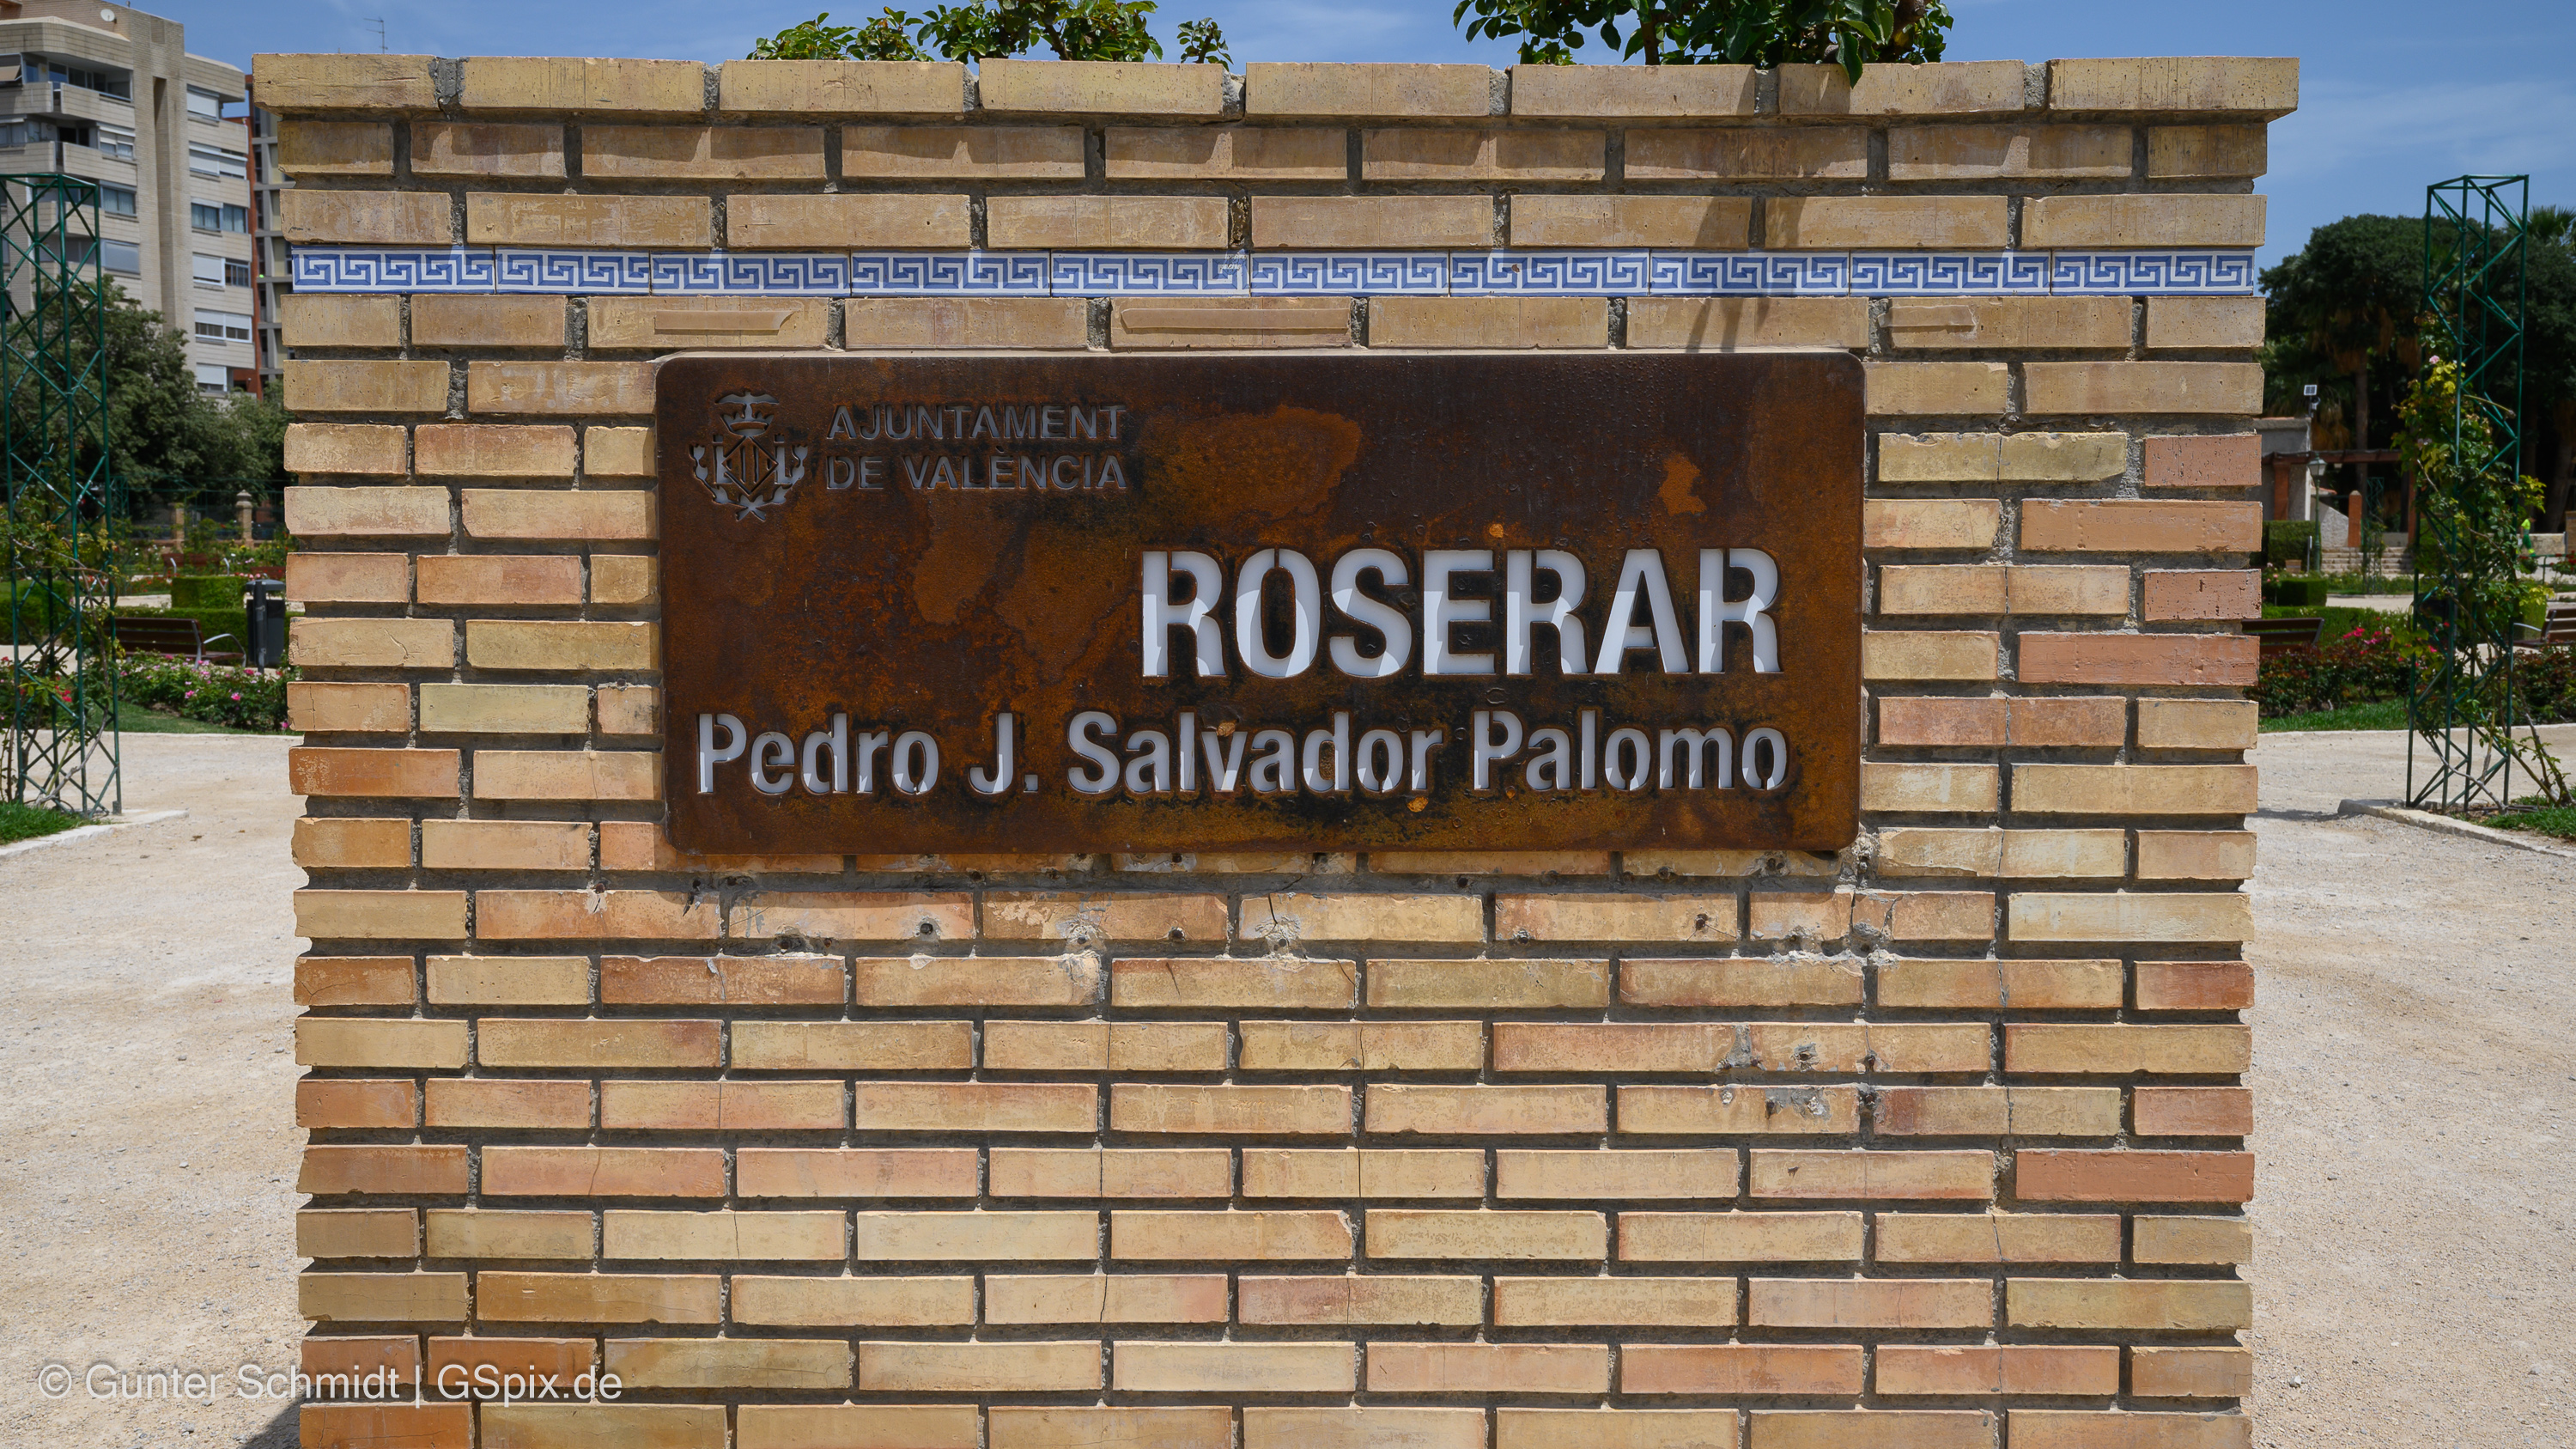 AJUNTAMENT
DE VALÈNCIA
ROSERAR
Pedro J. Salvador Palomo
© Gunter Schmidt | GSpix.de